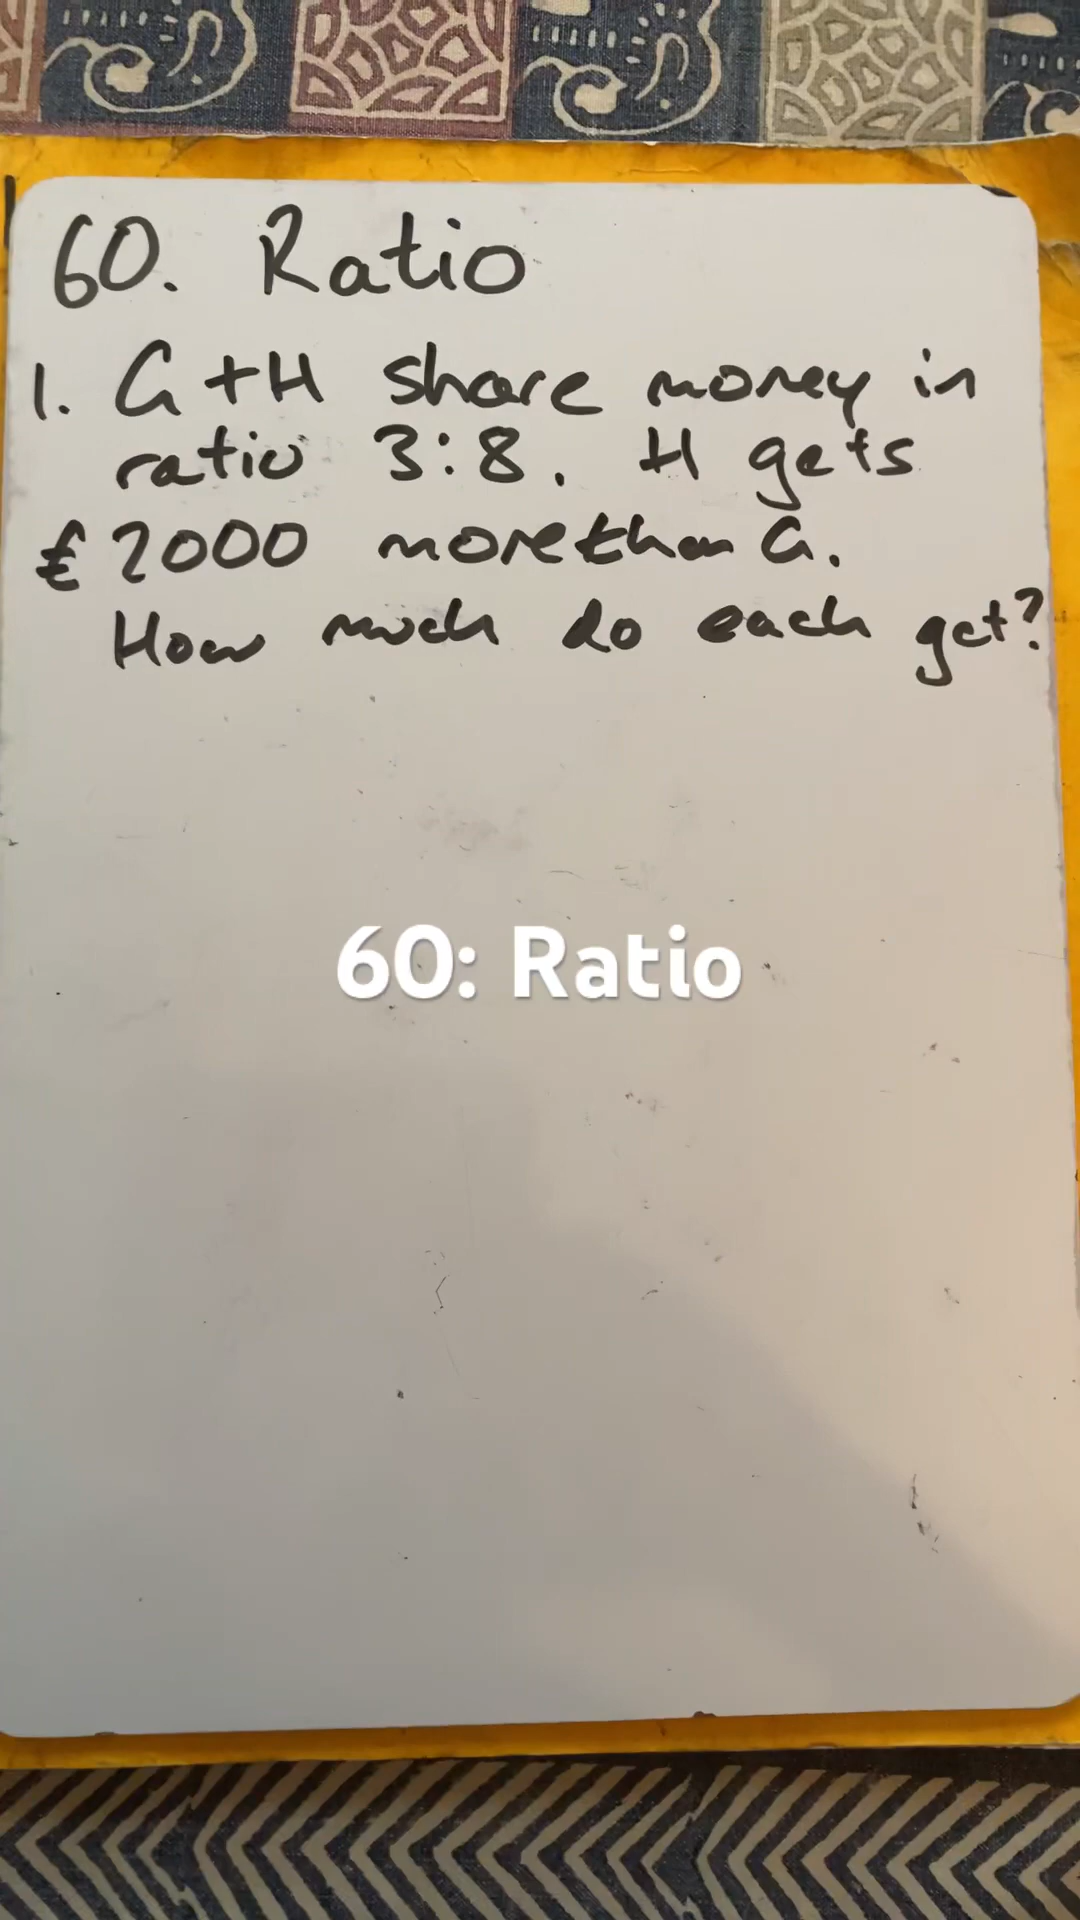 60. Ratio
1. G + H share money in
ratio 3:8. H gets
£2000 more than G.
How much do each get?
60: Ratio